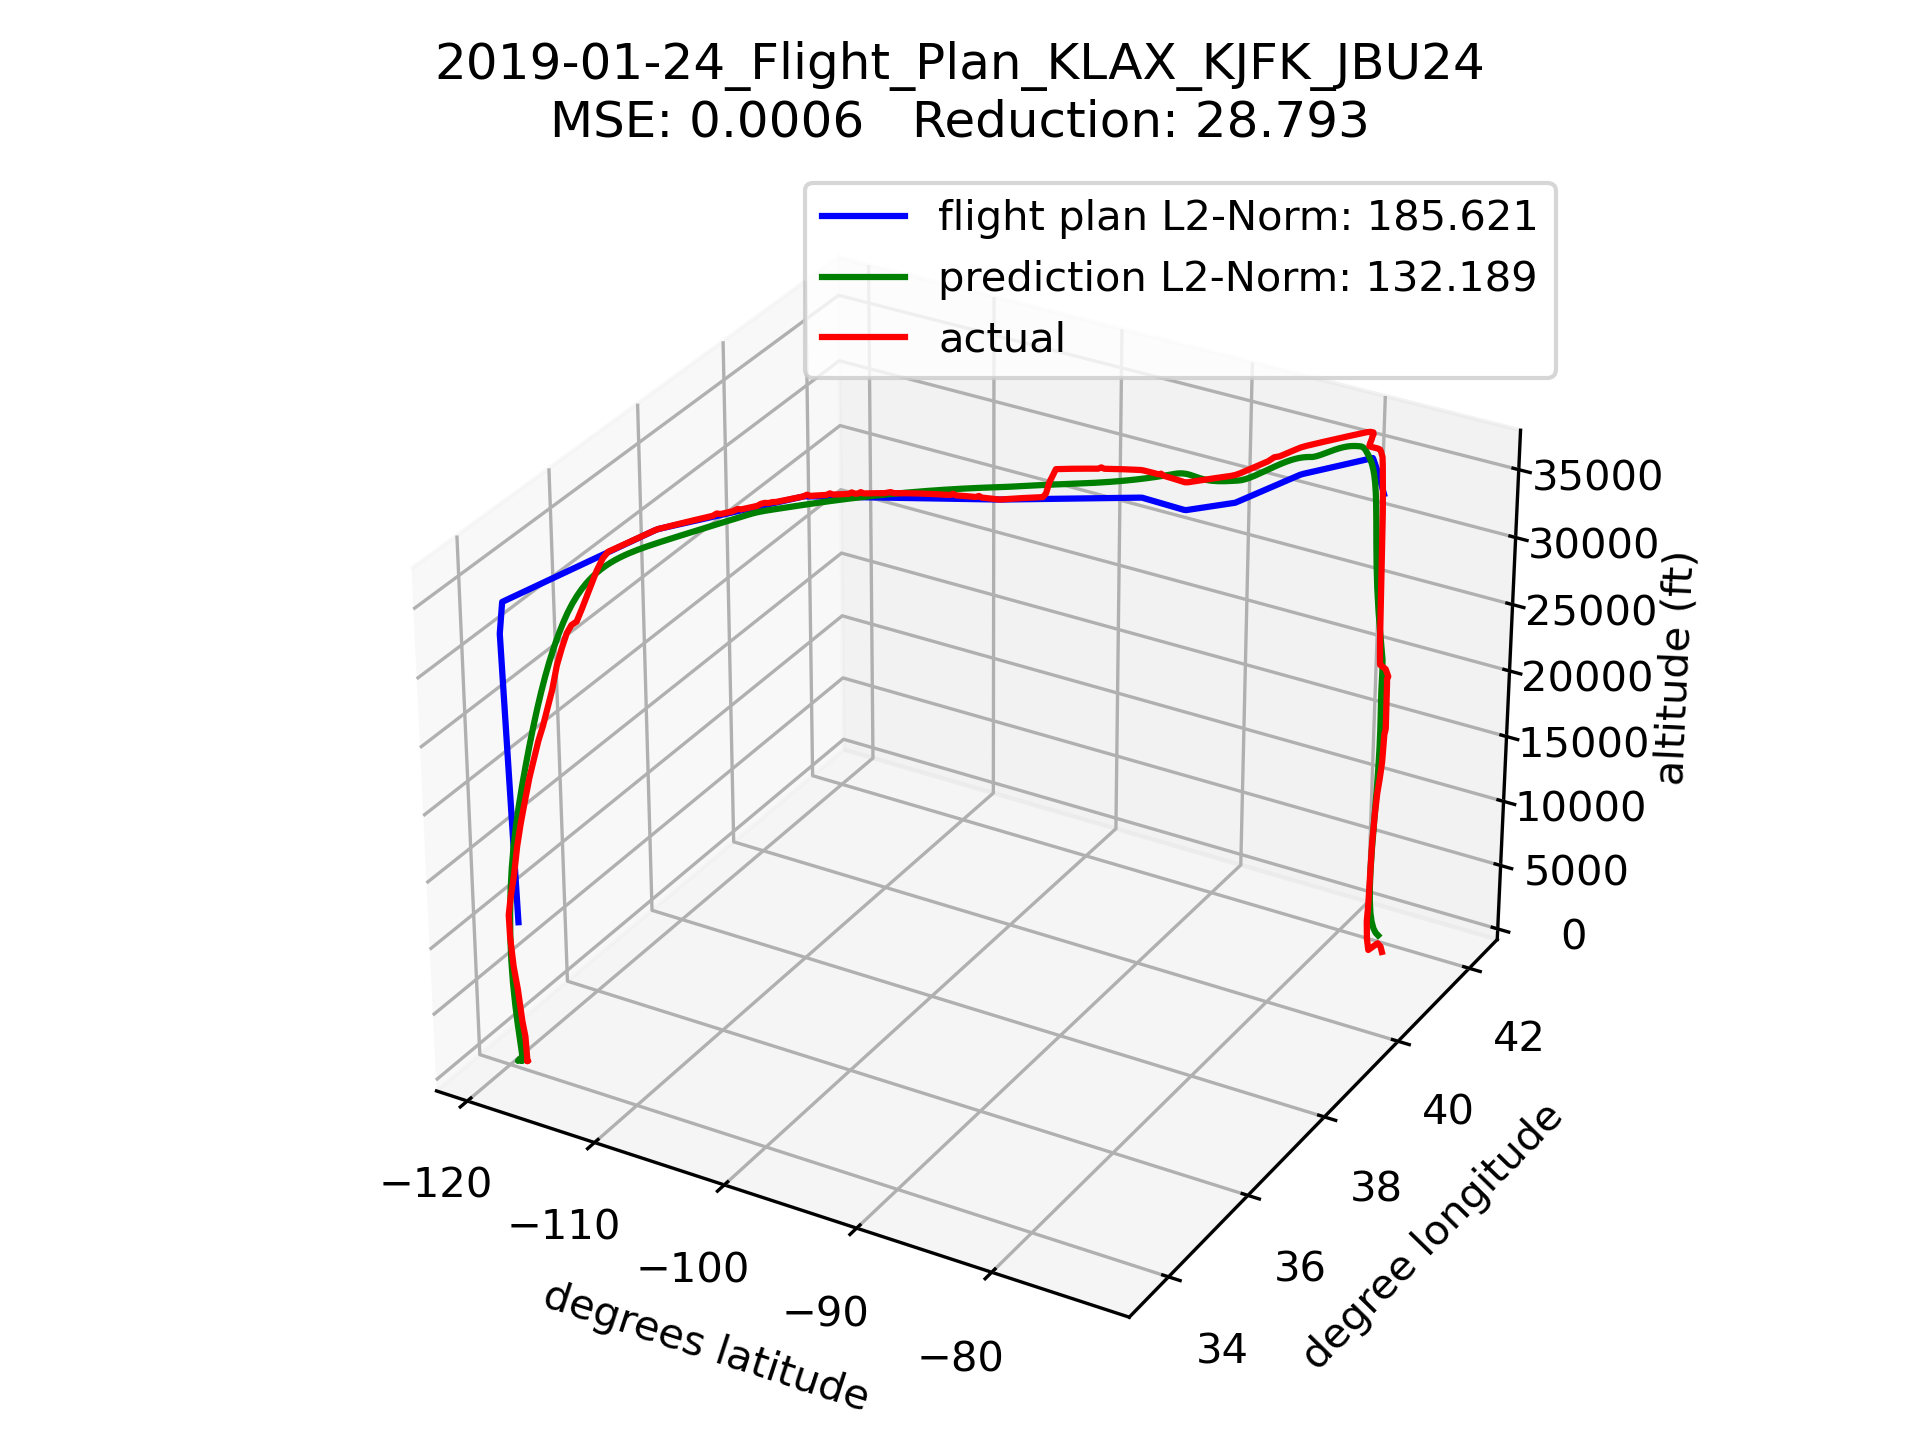 2019-01-24_Flight_Plan_KLAX_KJFK_JBU24
MSE: 0.0006   Reduction: 28.793
flight plan L2-Norm: 185.621
prediction L2-Norm: 132.189
actual
35000
30000
25000
20000
15000
10000
5000
0
altitude (ft)
42
40
38
36
34
degree longitude
−120
−110
−100
−90
−80
degrees latitude